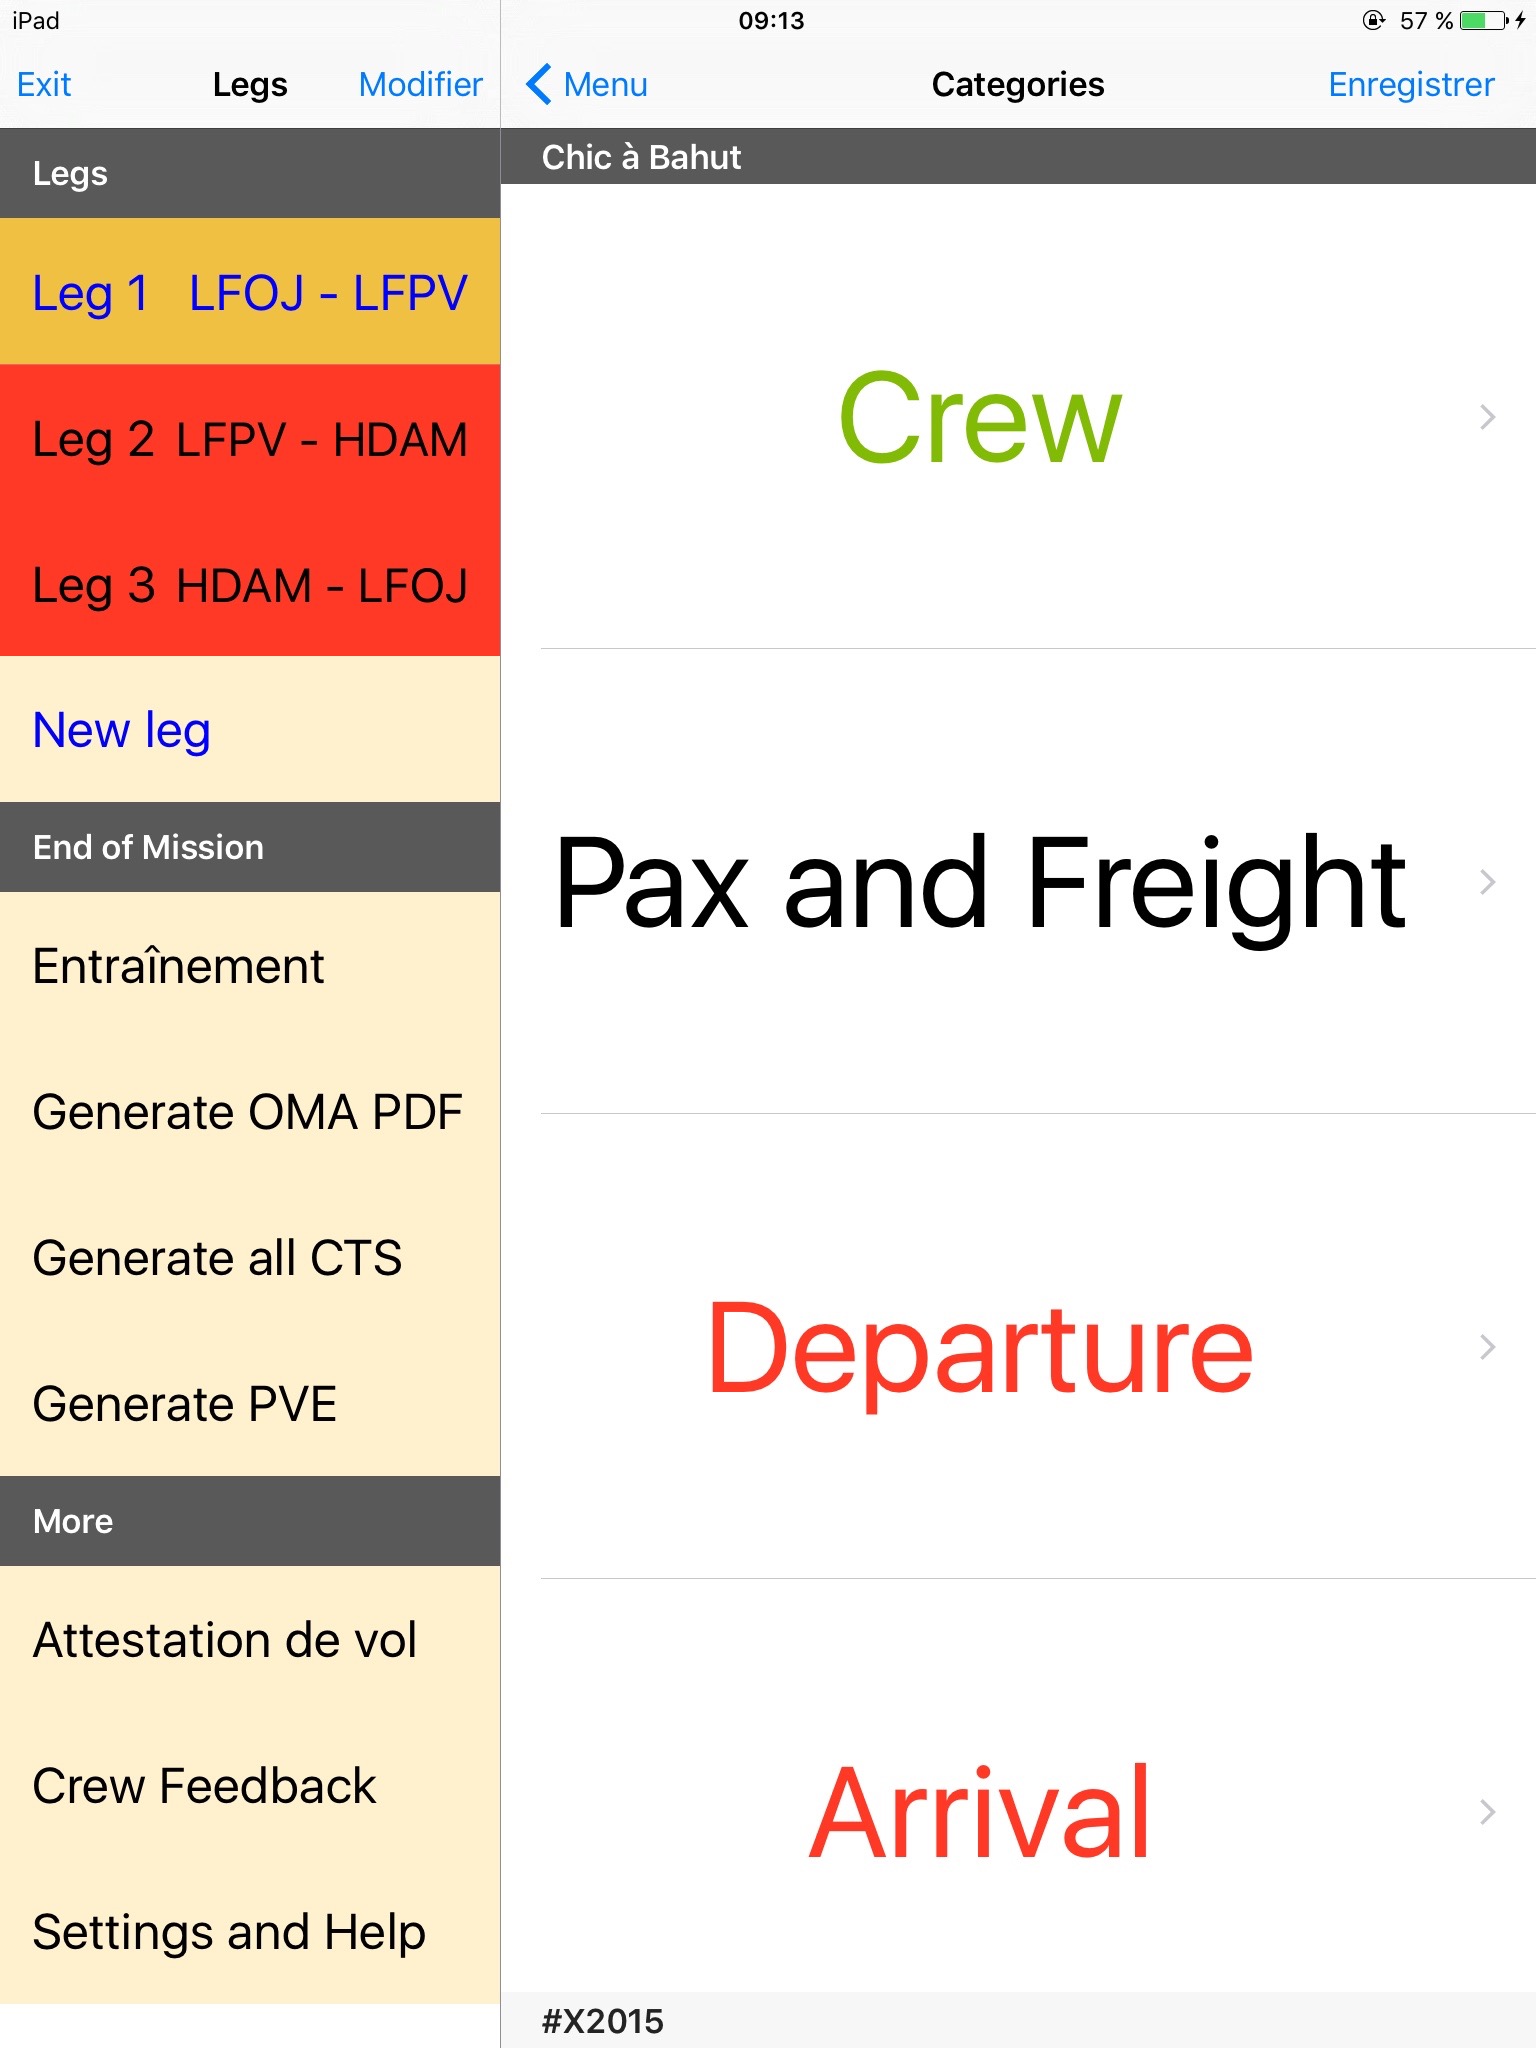 iPad
09:13
57 %
Exit
Legs
Modifier
Legs
Leg 1 LFOJ - LFPV
Leg 2 LFPV - HDAM
Leg 3 HDAM - LFOJ
New leg
End of Mission
Entraînement
Generate OMA PDF
Generate all CTS
Generate PVE
More
Attestation de vol
Crew Feedback
Settings and Help
Menu
Categories
Enregistrer
Chic à Bahut
Crew
Pax and Freight
Departure
Arrival
#X2015